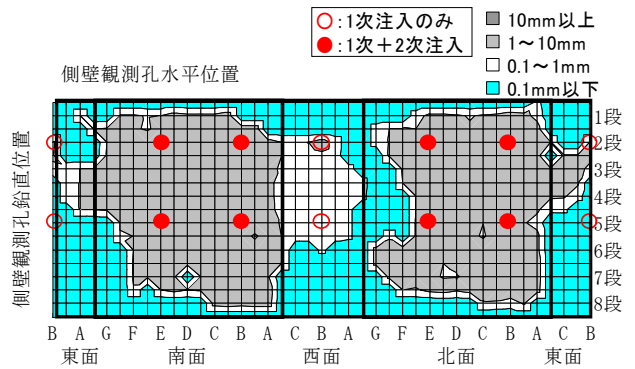 ○:1次注入のみ
●:1次+2次注入
10mm以上
1~10mm
0.1~1mm
0.1mm以下
側壁観測孔水平位置
側壁観測孔鉛直位置
1段
2段
3段
4段
5段
6段
7段
8段
B A G F E D C B A C B A G F E D C B A C B
東面 南面 西面 北面 東面